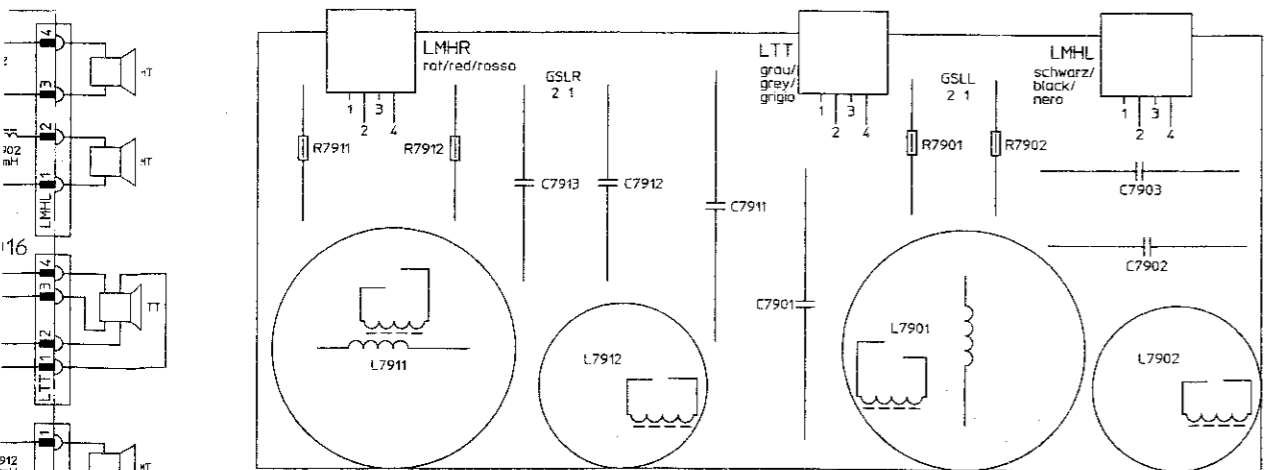 4
3
HT
2
902
mH
HT
1
LMHL
16
4
3
TT
2
1
LTT
1
912
HT
LMHR
rot/red/rosso
1 3
2 4
GSLR
2 1
R7911
R7912
C7913
C7912
C7911
LTT
grau/
grey/
grigio
1 3
2 4
GSLL
2 1
R7901
R7902
LMHL
schwarz/
black/
nero
1 3
2 4
C7903
C7902
C7901
L7911
L7912
L7901
L7902